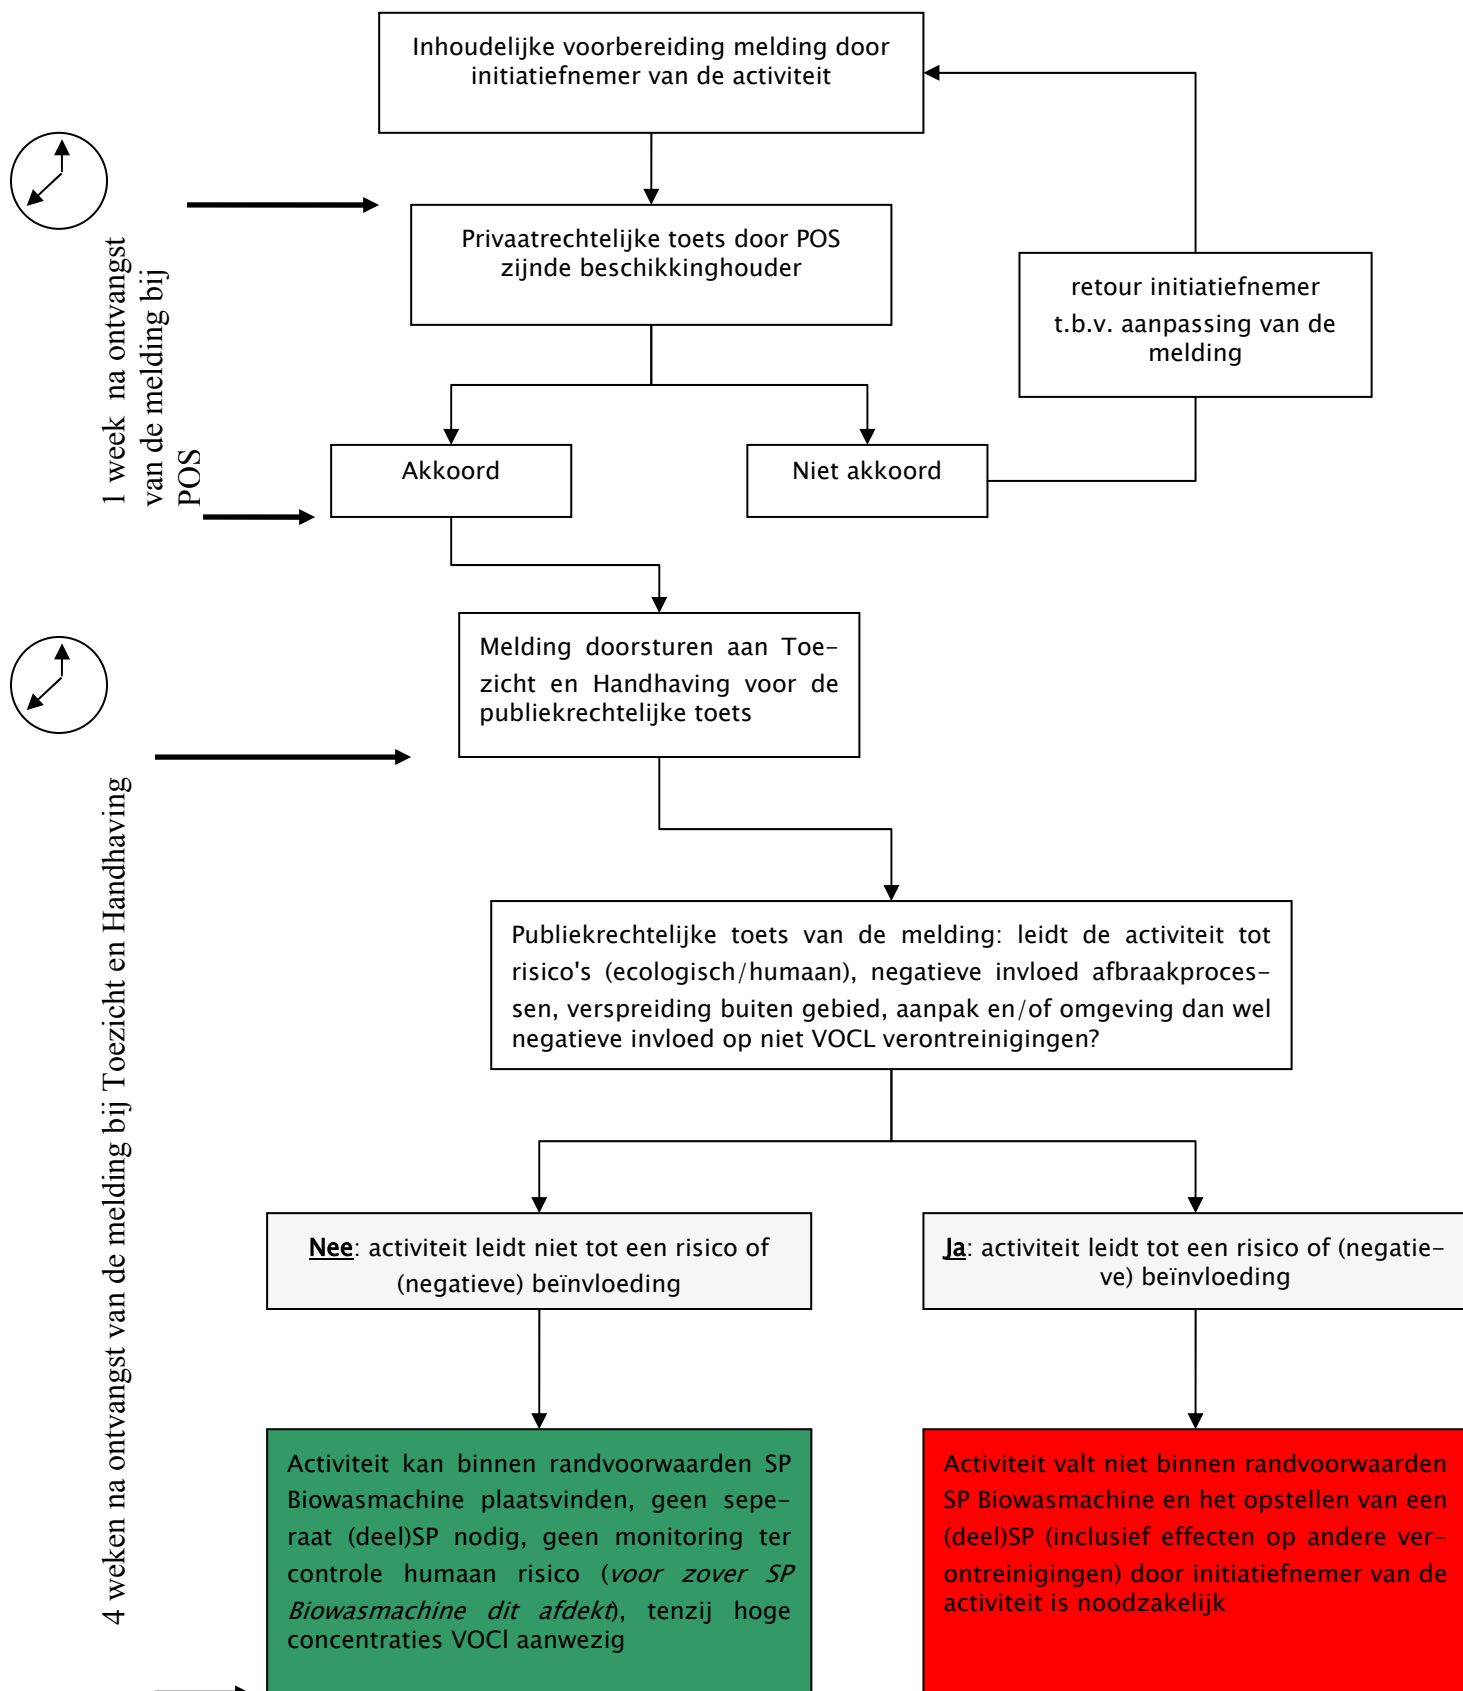 Inhoudelijke voorbereiding melding door
initiatiefnemer van de activiteit
1 week na ontvangst
van de melding bij
POS
Privaatrechtelijke toets door POS
zijnde beschikkinghouder
retour initiatiefnemer
t.b.v. aanpassing van de
melding
Akkoord
Niet akkoord
Melding doorsturen aan Toe-
zicht en Handhaving voor de
publiekrechtelijke toets
4 weken na ontvangst van de melding bij Toezicht en Handhaving
Publiekrechtelijke toets van de melding: leidt de activiteit tot
risico's (ecologisch/humaan), negatieve invloed afbraakproces-
sen, verspreiding buiten gebied, aanpak en/of omgeving dan wel
negatieve invloed op niet VOCL verontreinigingen?
Nee: activiteit leidt niet tot een risico of
(negatieve) beïnvloeding
Ja: activiteit leidt tot een risico of (negatie-
ve) beïnvloeding
Activiteit kan binnen randvoorwaarden SP
Biowasmachine plaatsvinden, geen sepe-
raat (deel)SP nodig, geen monitoring ter
controle humaan risico (voor zover SP
Biowasmachine dit afdekt), tenzij hoge
concentraties VOCl aanwezig
Activiteit valt niet binnen randvoorwaarden
SP Biowasmachine en het opstellen van een
(deel)SP (inclusief effecten op andere ver-
ontreinigingen) door initiatiefnemer van de
activiteit is noodzakelijk